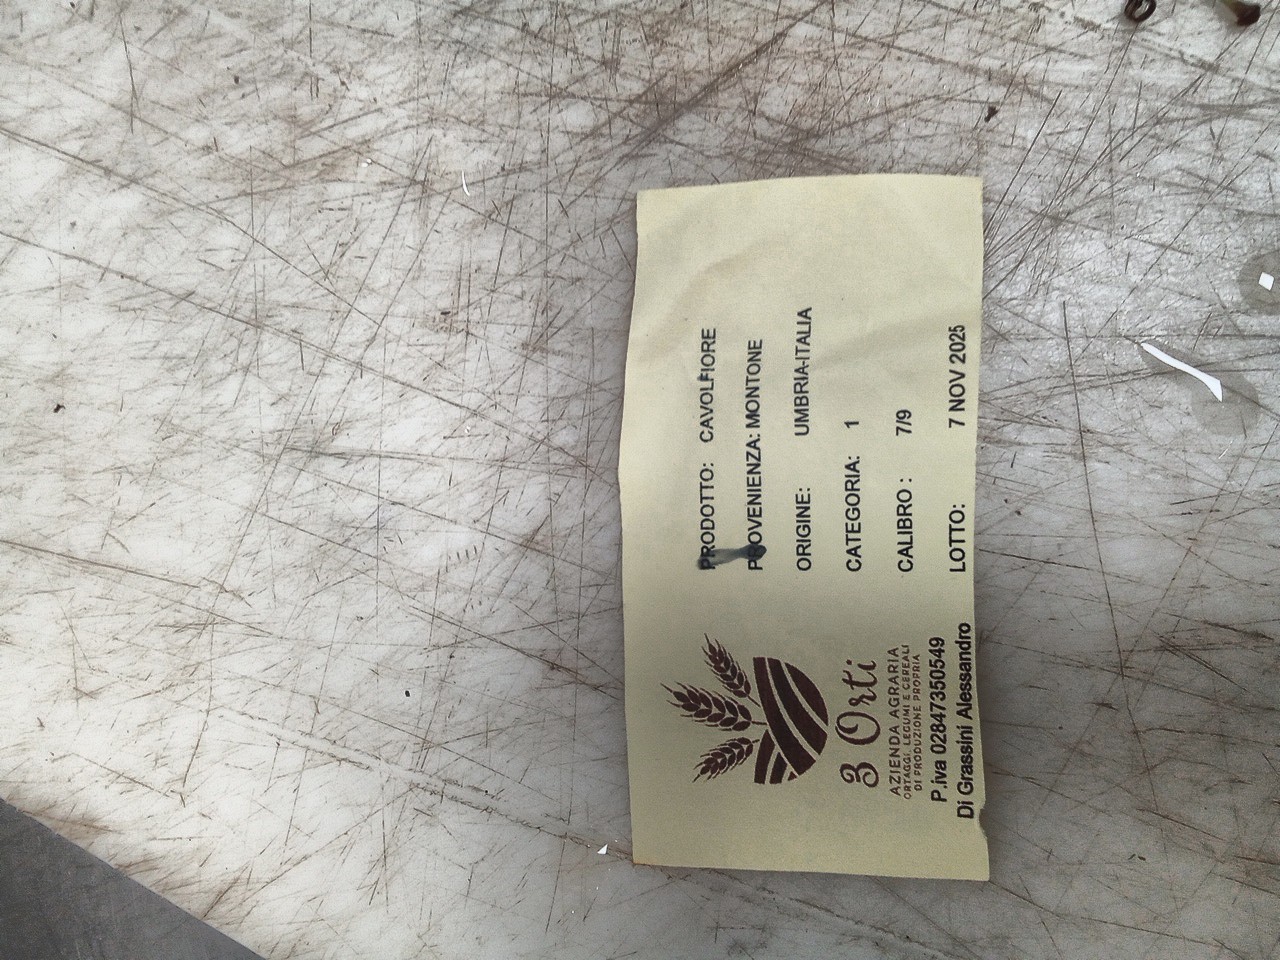 3 Orti
AZIENDA AGRARIA
ORTAGGI, LEGUMI E CEREALI
DI PRODUZIONE PROPRIA
P.iva 02847350549
Di Grassini Alessandro
PRODOTTO: CAVOLFIORE
PROVENIENZA: MONTONE
ORIGINE: UMBRIA-ITALIA
CATEGORIA: 1
CALIBRO : 7/9
LOTTO: 7 NOV 2025